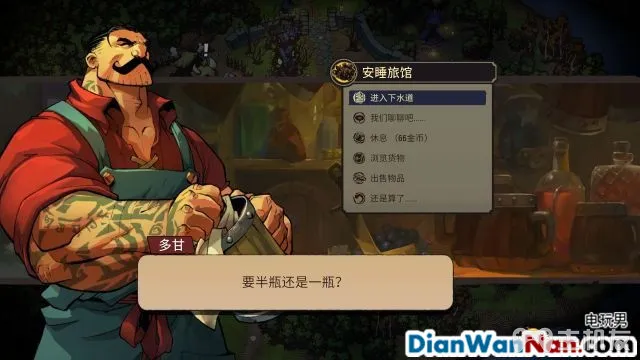 安睡旅馆
进入下水道
我们聊聊吧......
休息 （66金币）
浏览货物
出售物品
还是算了......
多甘
要半瓶还是一瓶？
电玩男
DianWanNan.com